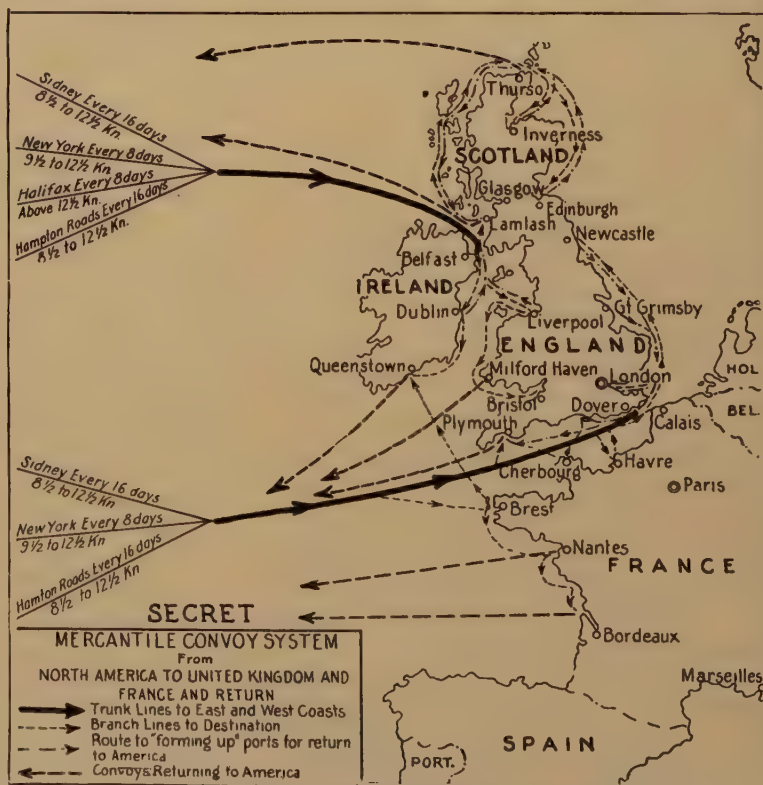 Sidney Every 16 days
8½ to 12½ Kn.
New York Every 8 days
9½ to 12½ Kn.
Halifax Every 8 days
Above 12½ Kn.
Hampton Roads Every 16 days
8½ to 12½ Kn.
Thurso
Inverness
SCOTLAND
Glasgow
Edinburgh
Lamlash
Newcastle
Belfast
IRELAND
Dublin
Gt Grimsby
Liverpool
ENGLAND
Queenstown
Milford Haven
London
HOL
Bristol
Dover
BEL.
Plymouth
Calais
Cherbourg
Havre
Paris
Sidney Every 16 days
8½ to 12½ Kn
New York Every 8 days
9½ to 12½ Kn
Hamton Roads Every 16 days
8½ to 12½ Kn
Brest
Nantes
FRANCE
Bordeaux
Marseilles
SPAIN
PORT.
SECRET
MERCANTILE CONVOY SYSTEM
From
NORTH AMERICA TO UNITED KINGDOM AND
FRANCE AND RETURN
Trunk Lines to East and West Coasts
Branch Lines to Destination
Route to "forming up" ports for return
to America
Convoys Returning to America